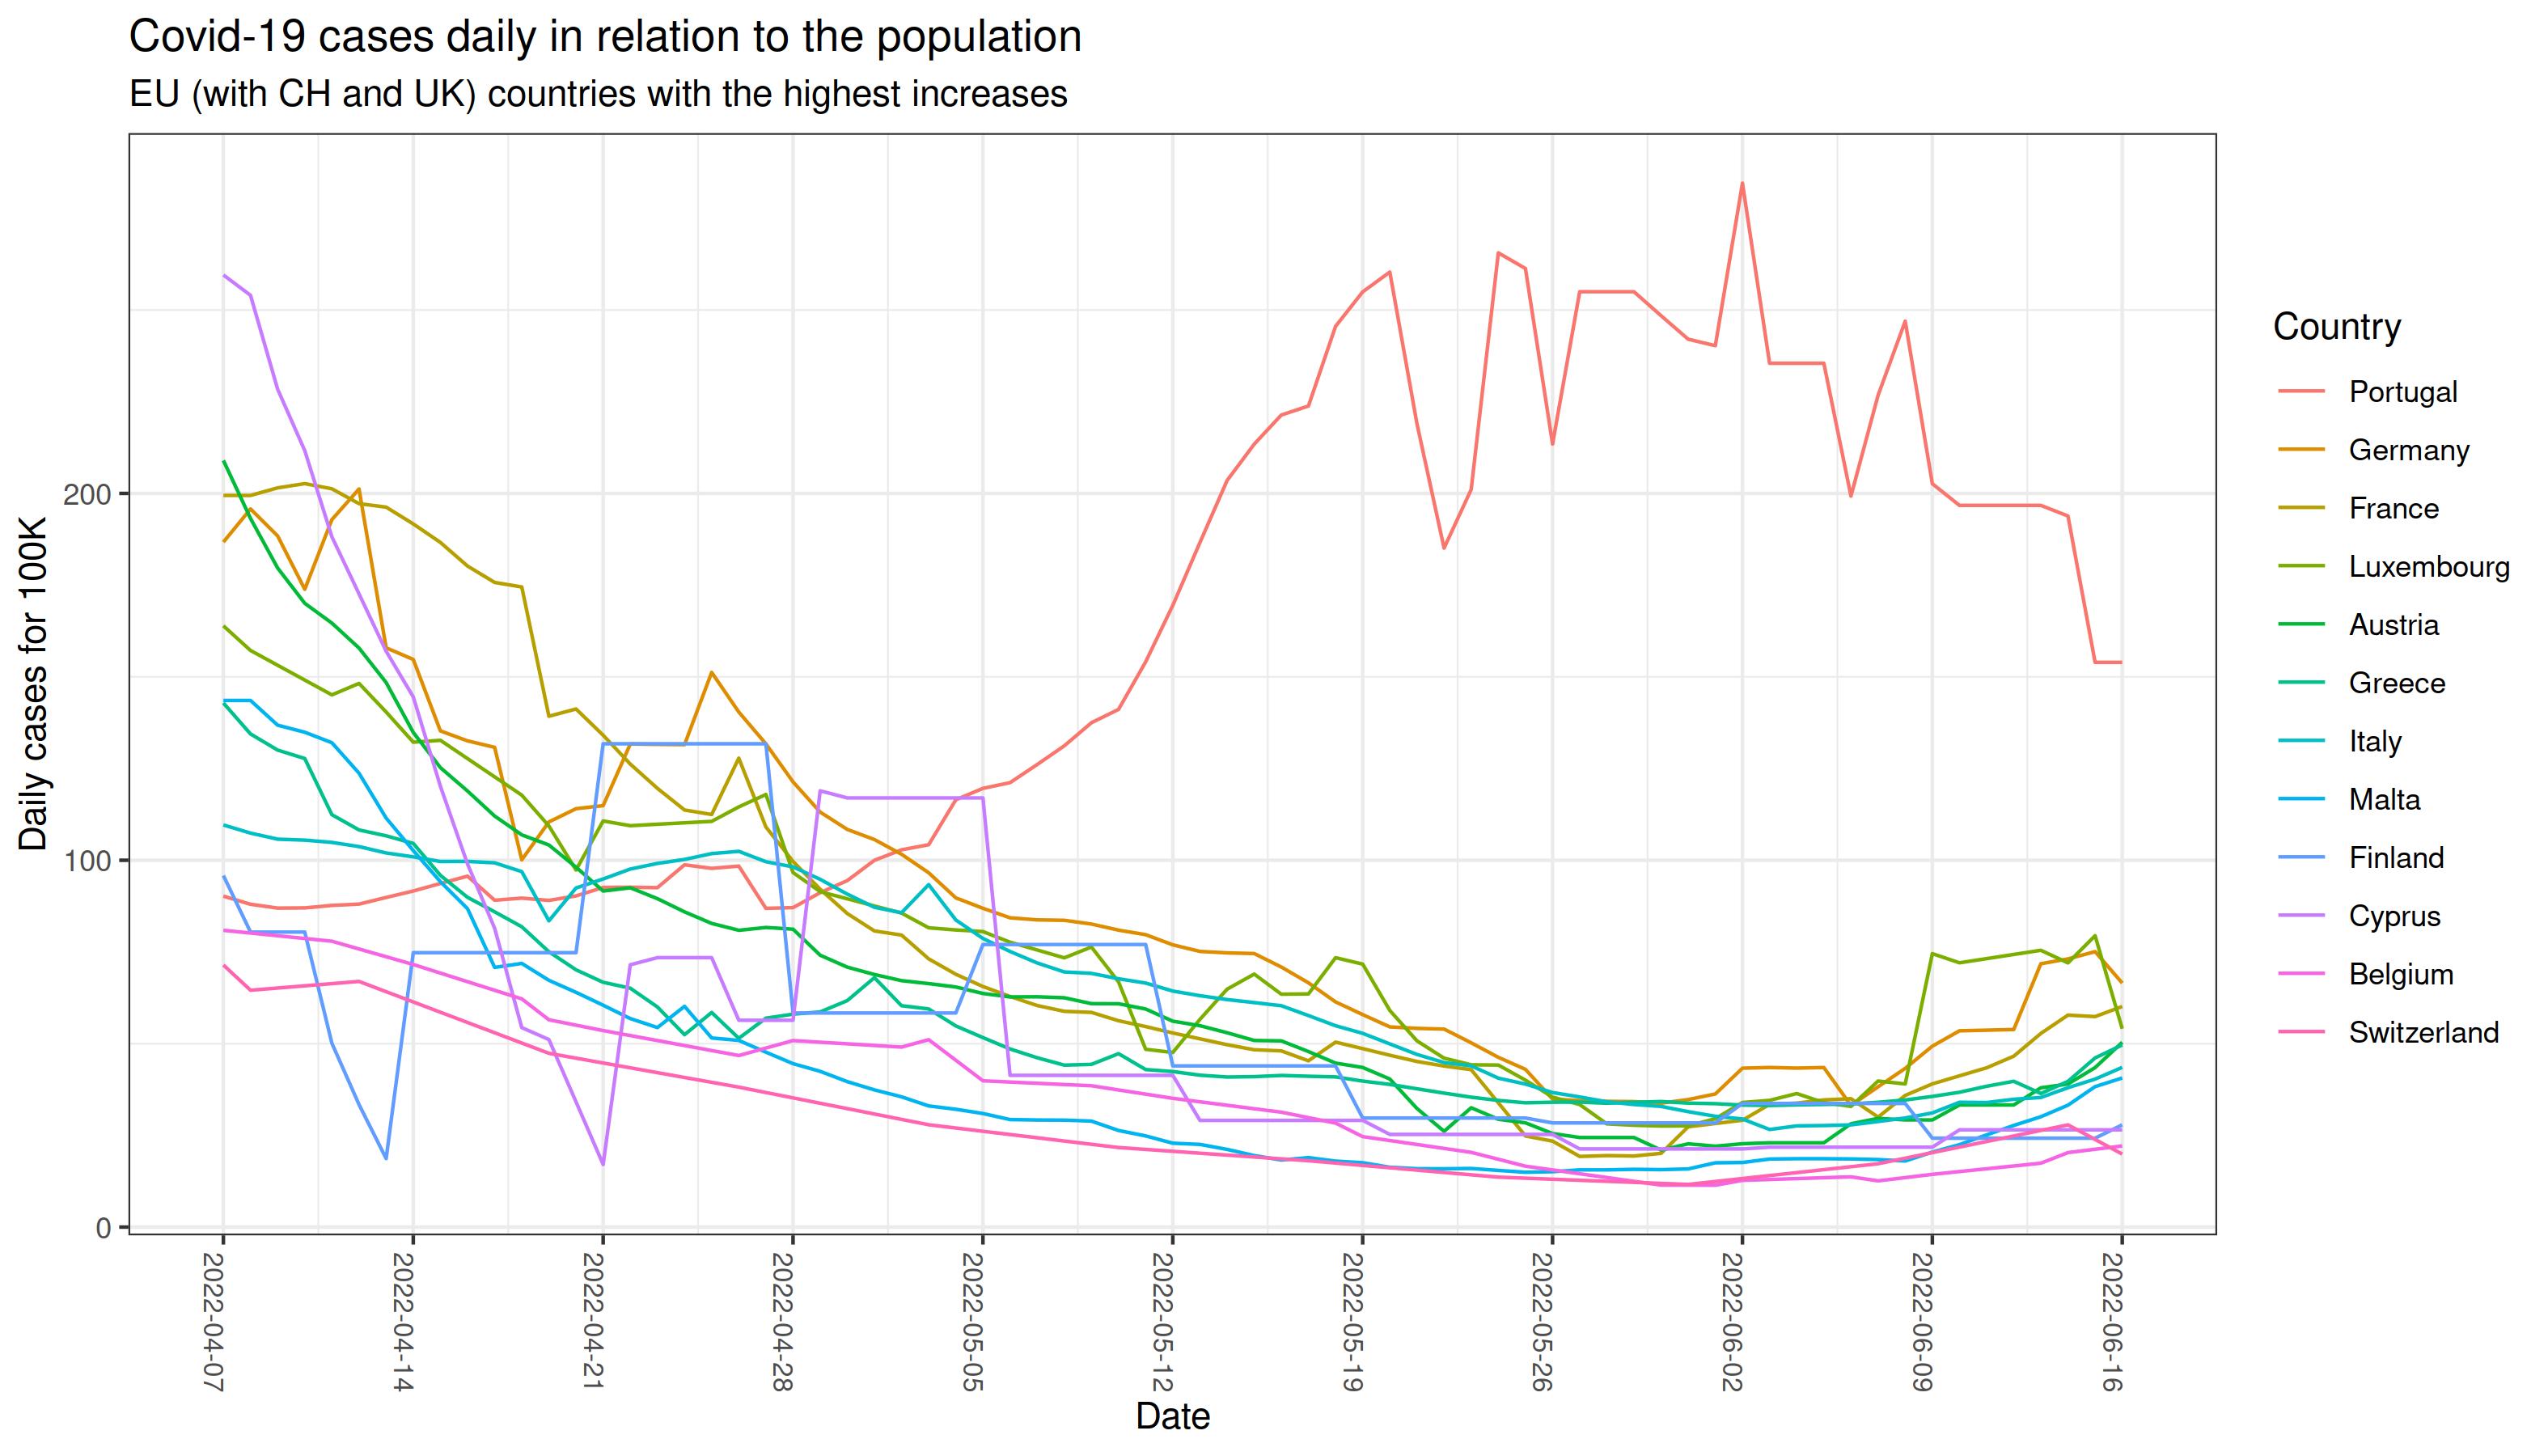 Covid-19 cases daily in relation to the population
EU (with CH and UK) countries with the highest increases
Daily cases for 100K
200
100
0
2022-04-07
2022-04-14
2022-04-21
2022-04-28
2022-05-05
2022-05-12
2022-05-19
2022-05-26
2022-06-02
2022-06-09
2022-06-16
Date
Country
Portugal
Germany
France
Luxembourg
Austria
Greece
Italy
Malta
Finland
Cyprus
Belgium
Switzerland